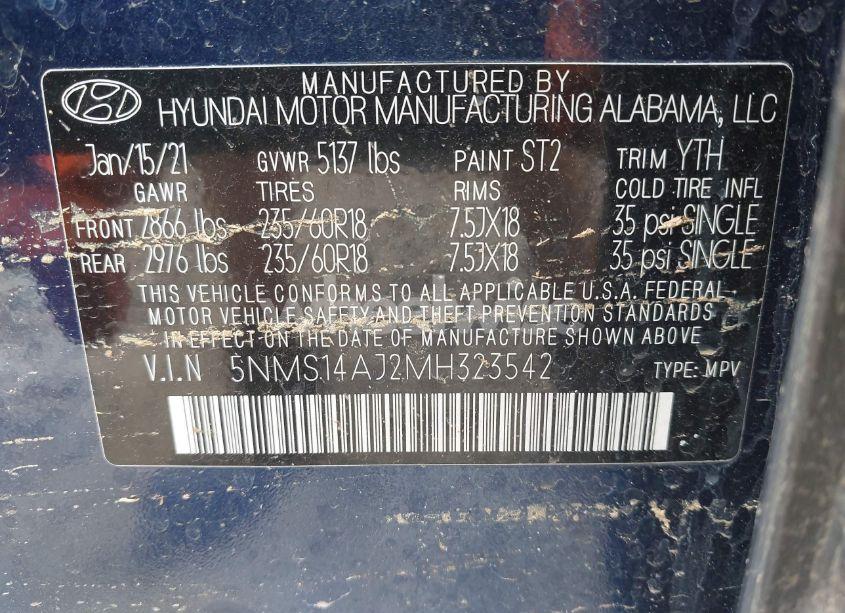 MANUFACTURED BY
HYUNDAI MOTOR MANUFACTURING ALABAMA, LLC
Jan/15/21 GVWR 5137 lbs PAINT ST2 TRIM YTH
GAWR TIRES RIMS COLD TIRE INFL
FRONT 2866 lbs 235/60R18 7.5JX18 35 psi SINGLE
REAR 2976 lbs 235/60R18 7.5JX18 35 psi SINGLE
THIS VEHICLE CONFORMS TO ALL APPLICABLE U.S.A. FEDERAL
MOTOR VEHICLE SAFETY AND THEFT PREVENTION STANDARDS
IN EFFECT ON THE DATE OF MANUFACTURE SHOWN ABOVE
V.I.N 5NMS14AJ2MH323542 TYPE: MPV